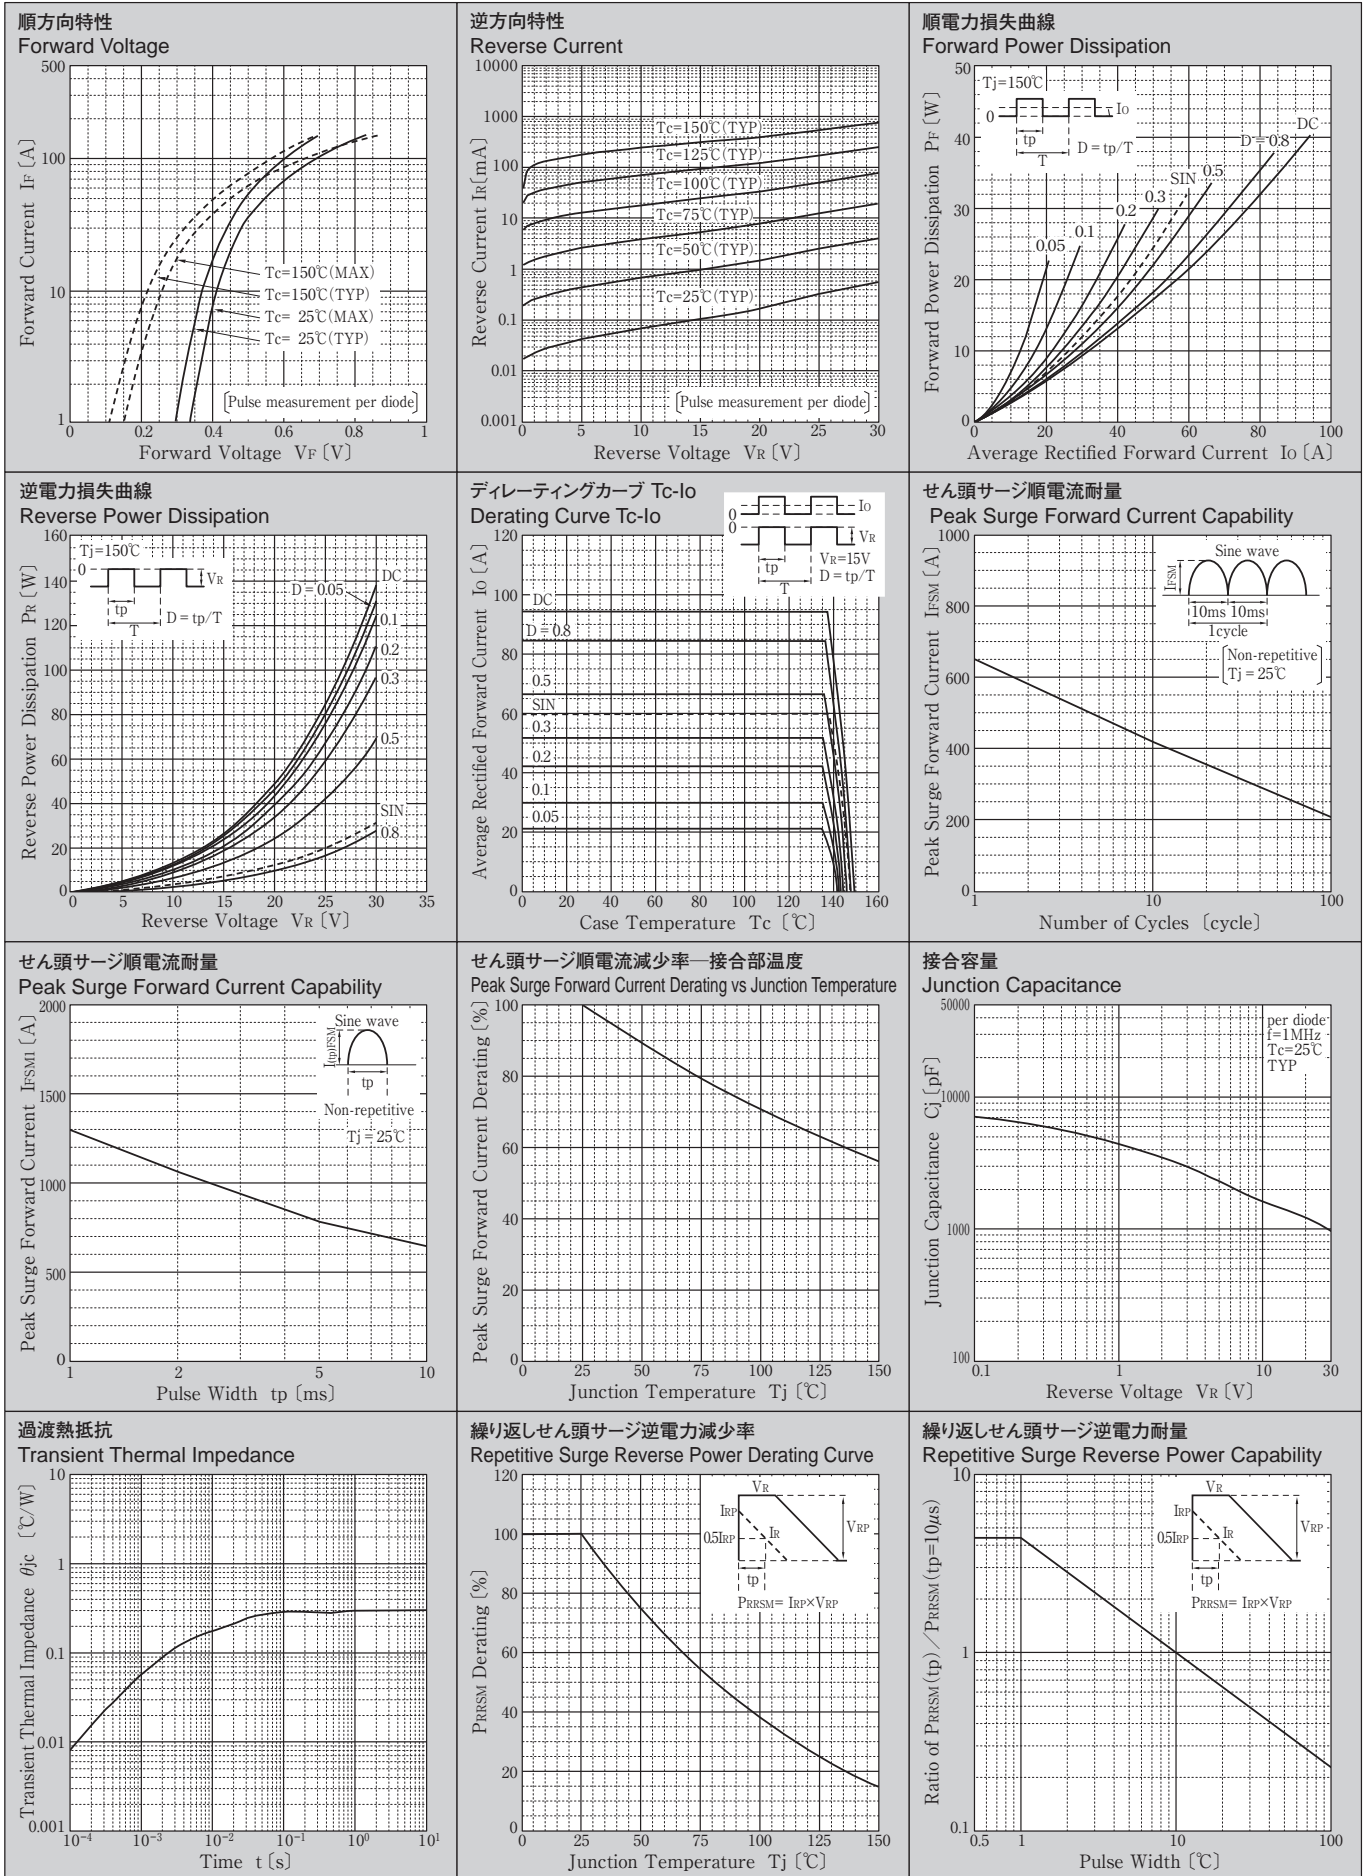 順方向特性
Forward Voltage
500
100
10
1
0
0.2
0.4
0.6
0.8
1
Forward Current IF〔A〕
Forward Voltage VF〔V〕
Tc=150℃(MAX)
Tc=150℃(TYP)
Tc= 25℃(MAX)
Tc= 25℃(TYP)
Pulse measurement per diode
逆方向特性
Reverse Current
10000
1000
100
10
1
0.1
0.01
0.001
0
5
10
15
20
25
30
Reverse Current IR〔mA〕
Reverse Voltage VR〔V〕
Tc=150℃(TYP)
Tc=125℃(TYP)
Tc=100℃(TYP)
Tc=75℃(TYP)
Tc=50℃(TYP)
Tc=25℃(TYP)
Pulse measurement per diode
順電力損失曲線
Forward Power Dissipation
50
40
30
20
10
0
0
20
40
60
80
100
Forward Power Dissipation PF〔W〕
Average Rectified Forward Current IO〔A〕
Tj=150℃
0
IO
tp
T
D=tp/T
DC
D=0.8
0.5
SIN
0.3
0.2
0.1
0.05
逆電力損失曲線
Reverse Power Dissipation
160
140
120
100
80
60
40
20
0
0
5
10
15
20
25
30
35
Reverse Power Dissipation PR〔W〕
Reverse Voltage VR〔V〕
Tj=150℃
0
VR
tp
T
D=tp/T
DC
D=0.05
0.1
0.2
0.3
0.5
SIN
0.8
ディレーティングカーブ Tc-Io
Derating Curve Tc-Io
120
100
80
60
40
20
0
0
20
40
60
80
100
120
140
160
Average Rectified Forward Current IO〔A〕
Case Temperature Tc〔℃〕
0
IO
0
VR
tp
T
VR=15V
D=tp/T
DC
D=0.8
0.5
SIN
0.3
0.2
0.1
0.05
せん頭サージ順電流耐量
Peak Surge Forward Current Capability
1000
800
600
400
200
0
1
10
100
Peak Surge Forward Current IFSM〔A〕
Number of Cycles〔cycle〕
Sine wave
IFSM
10ms 10ms
1cycle
Non-repetitive
Tj=25℃
せん頭サージ順電流耐量
Peak Surge Forward Current Capability
2000
1500
1000
500
0
1
2
5
10
Peak Surge Forward Current IFSM1〔A〕
Pulse Width tp〔ms〕
Sine wave
I(tp)FSM
tp
Non-repetitive
Tj=25℃
せん頭サージ順電流減少率―接合部温度
Peak Surge Forward Current Derating vs Junction Temperature
100
80
60
40
20
0
0
25
50
75
100
125
150
Peak Surge Forward Current Derating〔%〕
Junction Temperature Tj〔℃〕
接合容量
Junction Capacitance
50000
10000
1000
100
0.1
1
10
30
Junction Capacitance Cj〔pF〕
Reverse Voltage VR〔V〕
per diode
f=1MHz
Tc=25℃
TYP
過渡熱抵抗
Transient Thermal Impedance
10
1
0.1
0.01
0.001
10⁻⁴
10⁻³
10⁻²
10⁻¹
10⁰
10¹
Transient Thermal Impedance θjc〔℃/W〕
Time t〔s〕
繰り返しせん頭サージ逆電力減少率
Repetitive Surge Reverse Power Derating Curve
120
100
80
60
40
20
0
0
25
50
75
100
125
150
PRRSM Derating〔%〕
Junction Temperature Tj〔℃〕
VR
IRP
0.5IRP
IR
VRP
tp
PRRSM= IRP×VRP
繰り返しせん頭サージ逆電力耐量
Repetitive Surge Reverse Power Capability
10
1
0.1
0.5
1
10
100
Ratio of PRRSM(tp)／PRRSM(tp=10μs)
Pulse Width〔℃〕
VR
IRP
0.5IRP
IR
VRP
tp
PRRSM= IRP×VRP